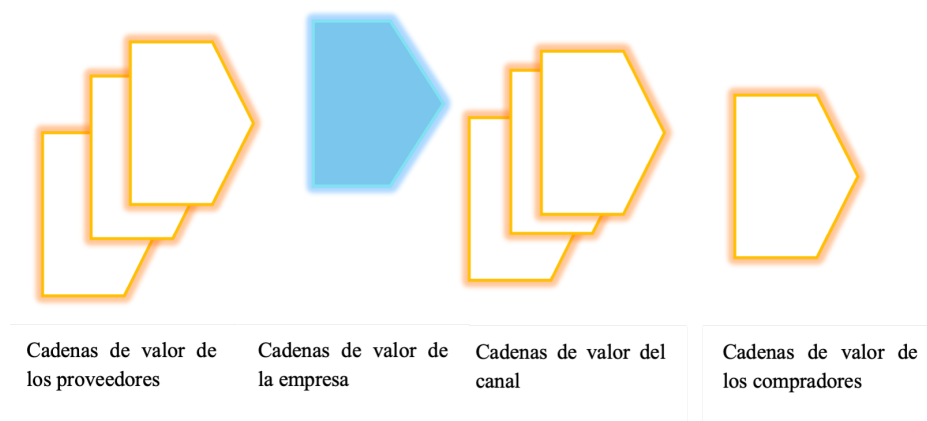 Cadenas de valor de
los proveedores
Cadenas de valor de
la empresa
Cadenas de valor del
canal
Cadenas de valor de
los compradores